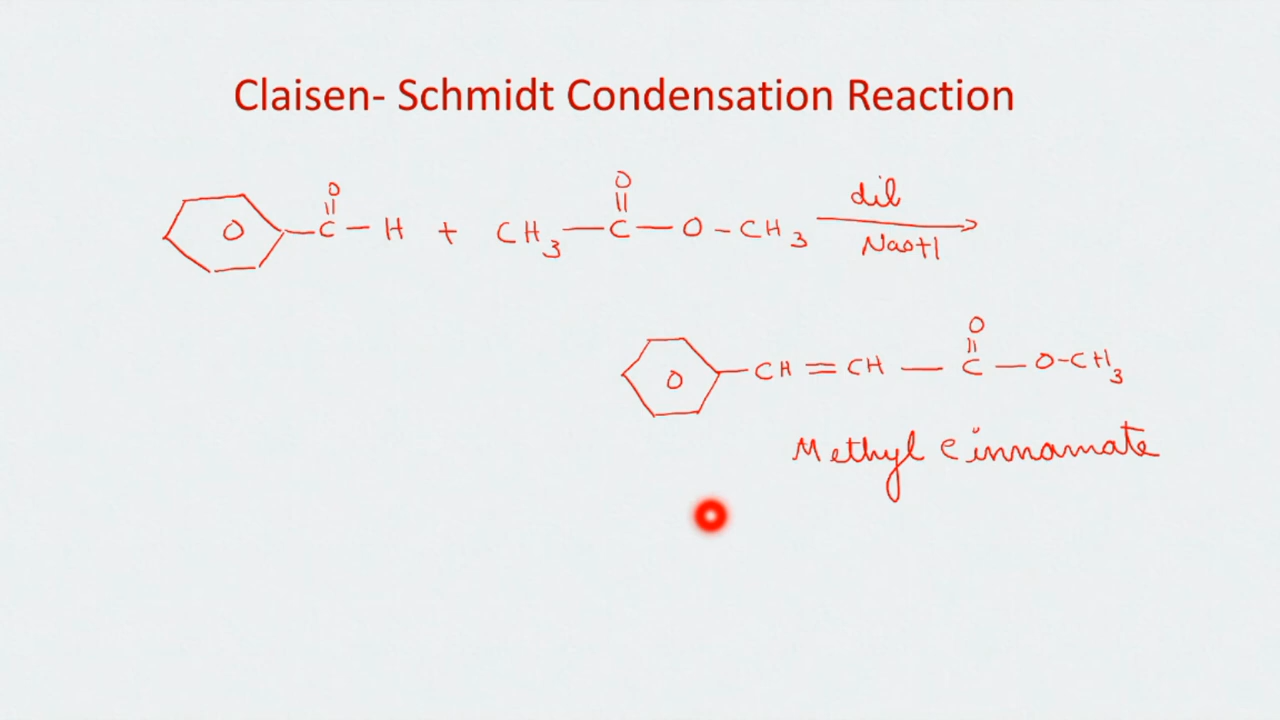 Claisen- Schmidt Condensation Reaction
O O dil
C — H + CH3 — C — O - CH3
NaOH
O
CH = CH — C — O - CH3
Methyl cinnamate